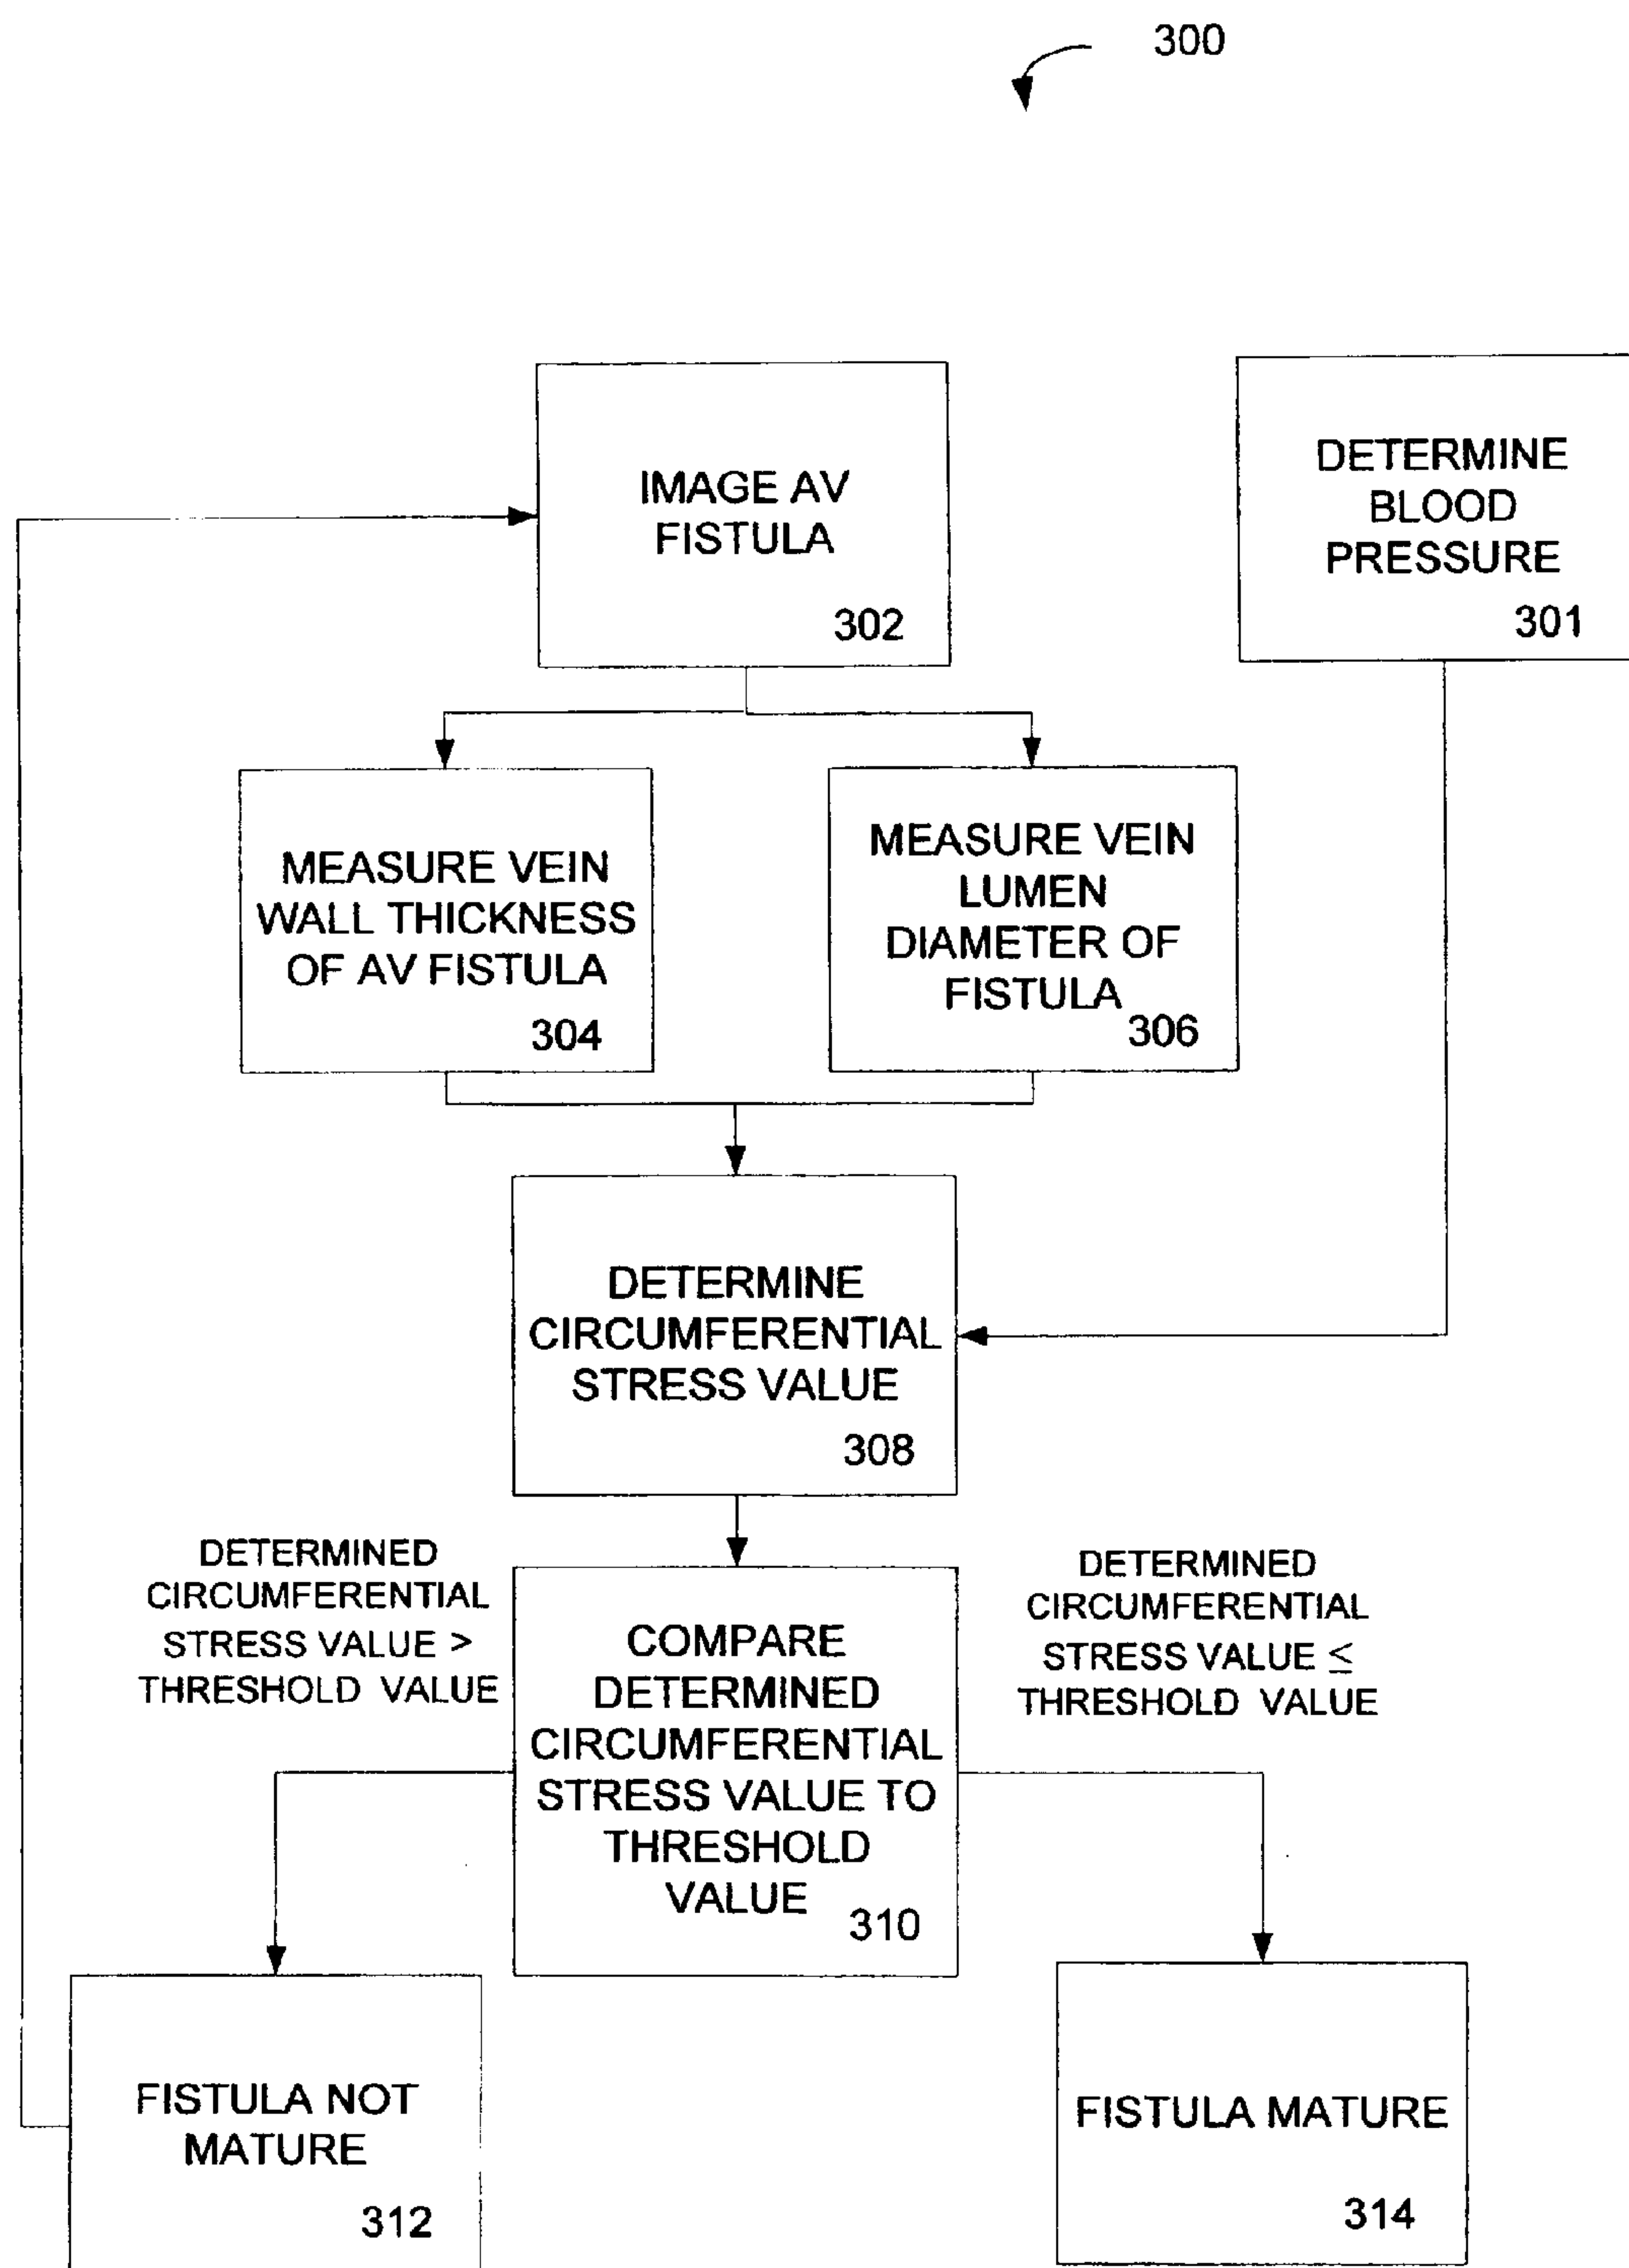 300
IMAGE AV
FISTULA
302
DETERMINE
BLOOD
PRESSURE
301
MEASURE VEIN
WALL THICKNESS
OF AV FISTULA
304
MEASURE VEIN
LUMEN
DIAMETER OF
FISTULA
306
DETERMINE
CIRCUMFERENTIAL
STRESS VALUE
308
DETERMINED
CIRCUMFERENTIAL
STRESS VALUE >
THRESHOLD VALUE
COMPARE
DETERMINED
CIRCUMFERENTIAL
STRESS VALUE TO
THRESHOLD
VALUE
310
DETERMINED
CIRCUMFERENTIAL
STRESS VALUE ≤
THRESHOLD VALUE
FISTULA NOT
MATURE
312
FISTULA MATURE
314